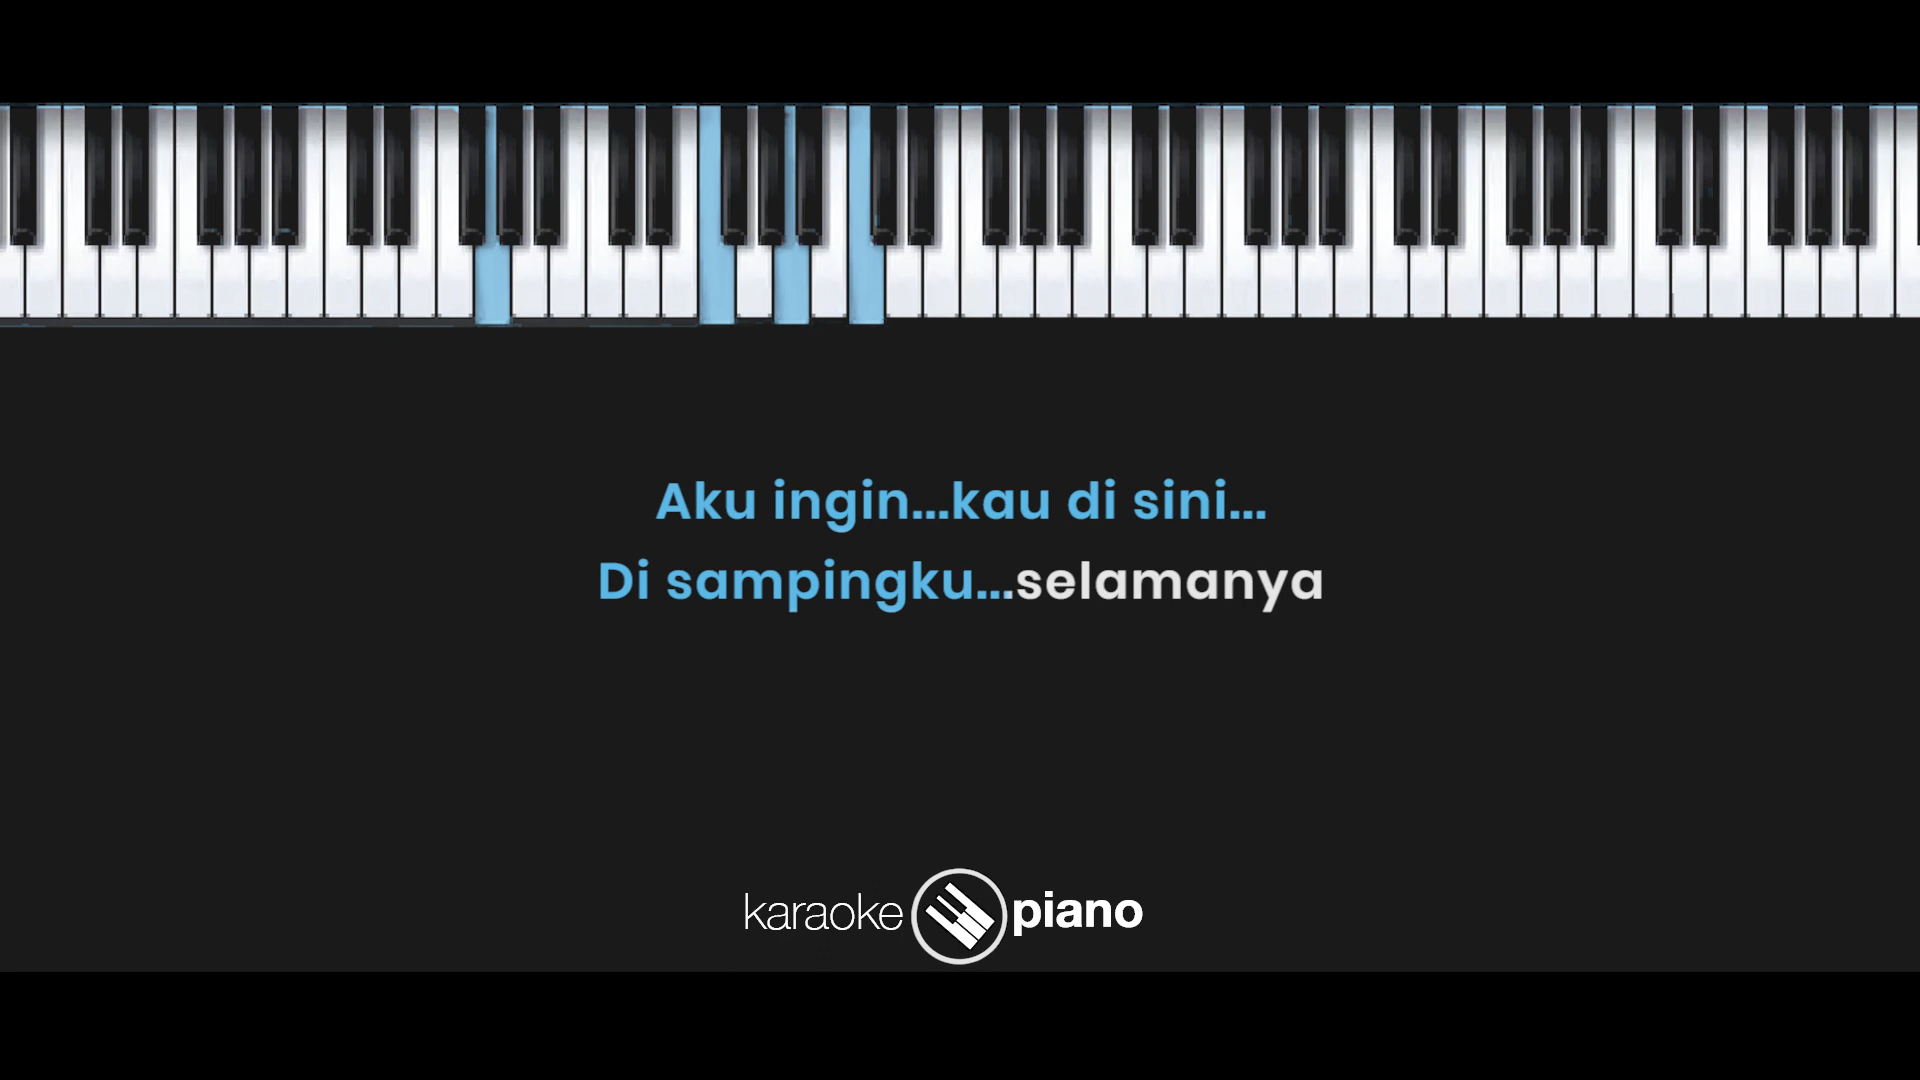 Aku ingin...kau di sini...
Di sampingku...selamanya
karaoke piano